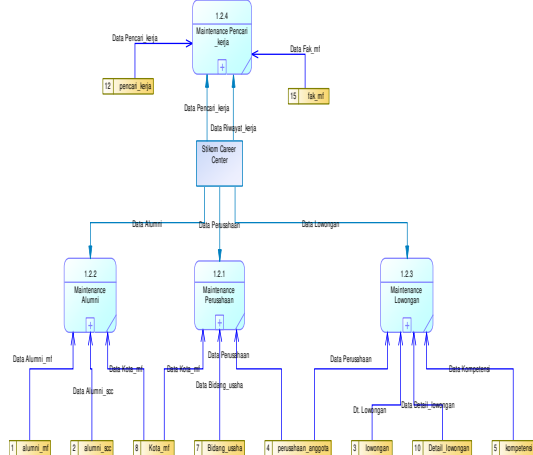 1.2.4
Maintenance Pencari
_kerja
Data Pencari_kerja
Data Fak_mf
12 pencari_kerja
15 fak_mf
Data Pencari_kerja
Data Riwayat_kerja
Stikom Career
Center
Data Alumni
Data Perusahaan
Data Lowongan
1.2.2
Maintenance
Alumni
1.2.1
Maintenance
Perusahaan
1.2.3
Maintenance
Lowongan
Data Alumni_mf
Data Kota_mf
Data Alumni_scc
Data Kota_mf
Data Perusahaan
Data Bidang_usaha
Data Perusahaan
Data Kompetensi
Dt. Lowongan
Data Detail_lowongan
1 alumni_mf
2 alumni_scc
8 Kota_mf
7 Bidang_usaha
4 perusahaan_anggota
3 lowongan
10 Detail_lowongan
5 kompetensi